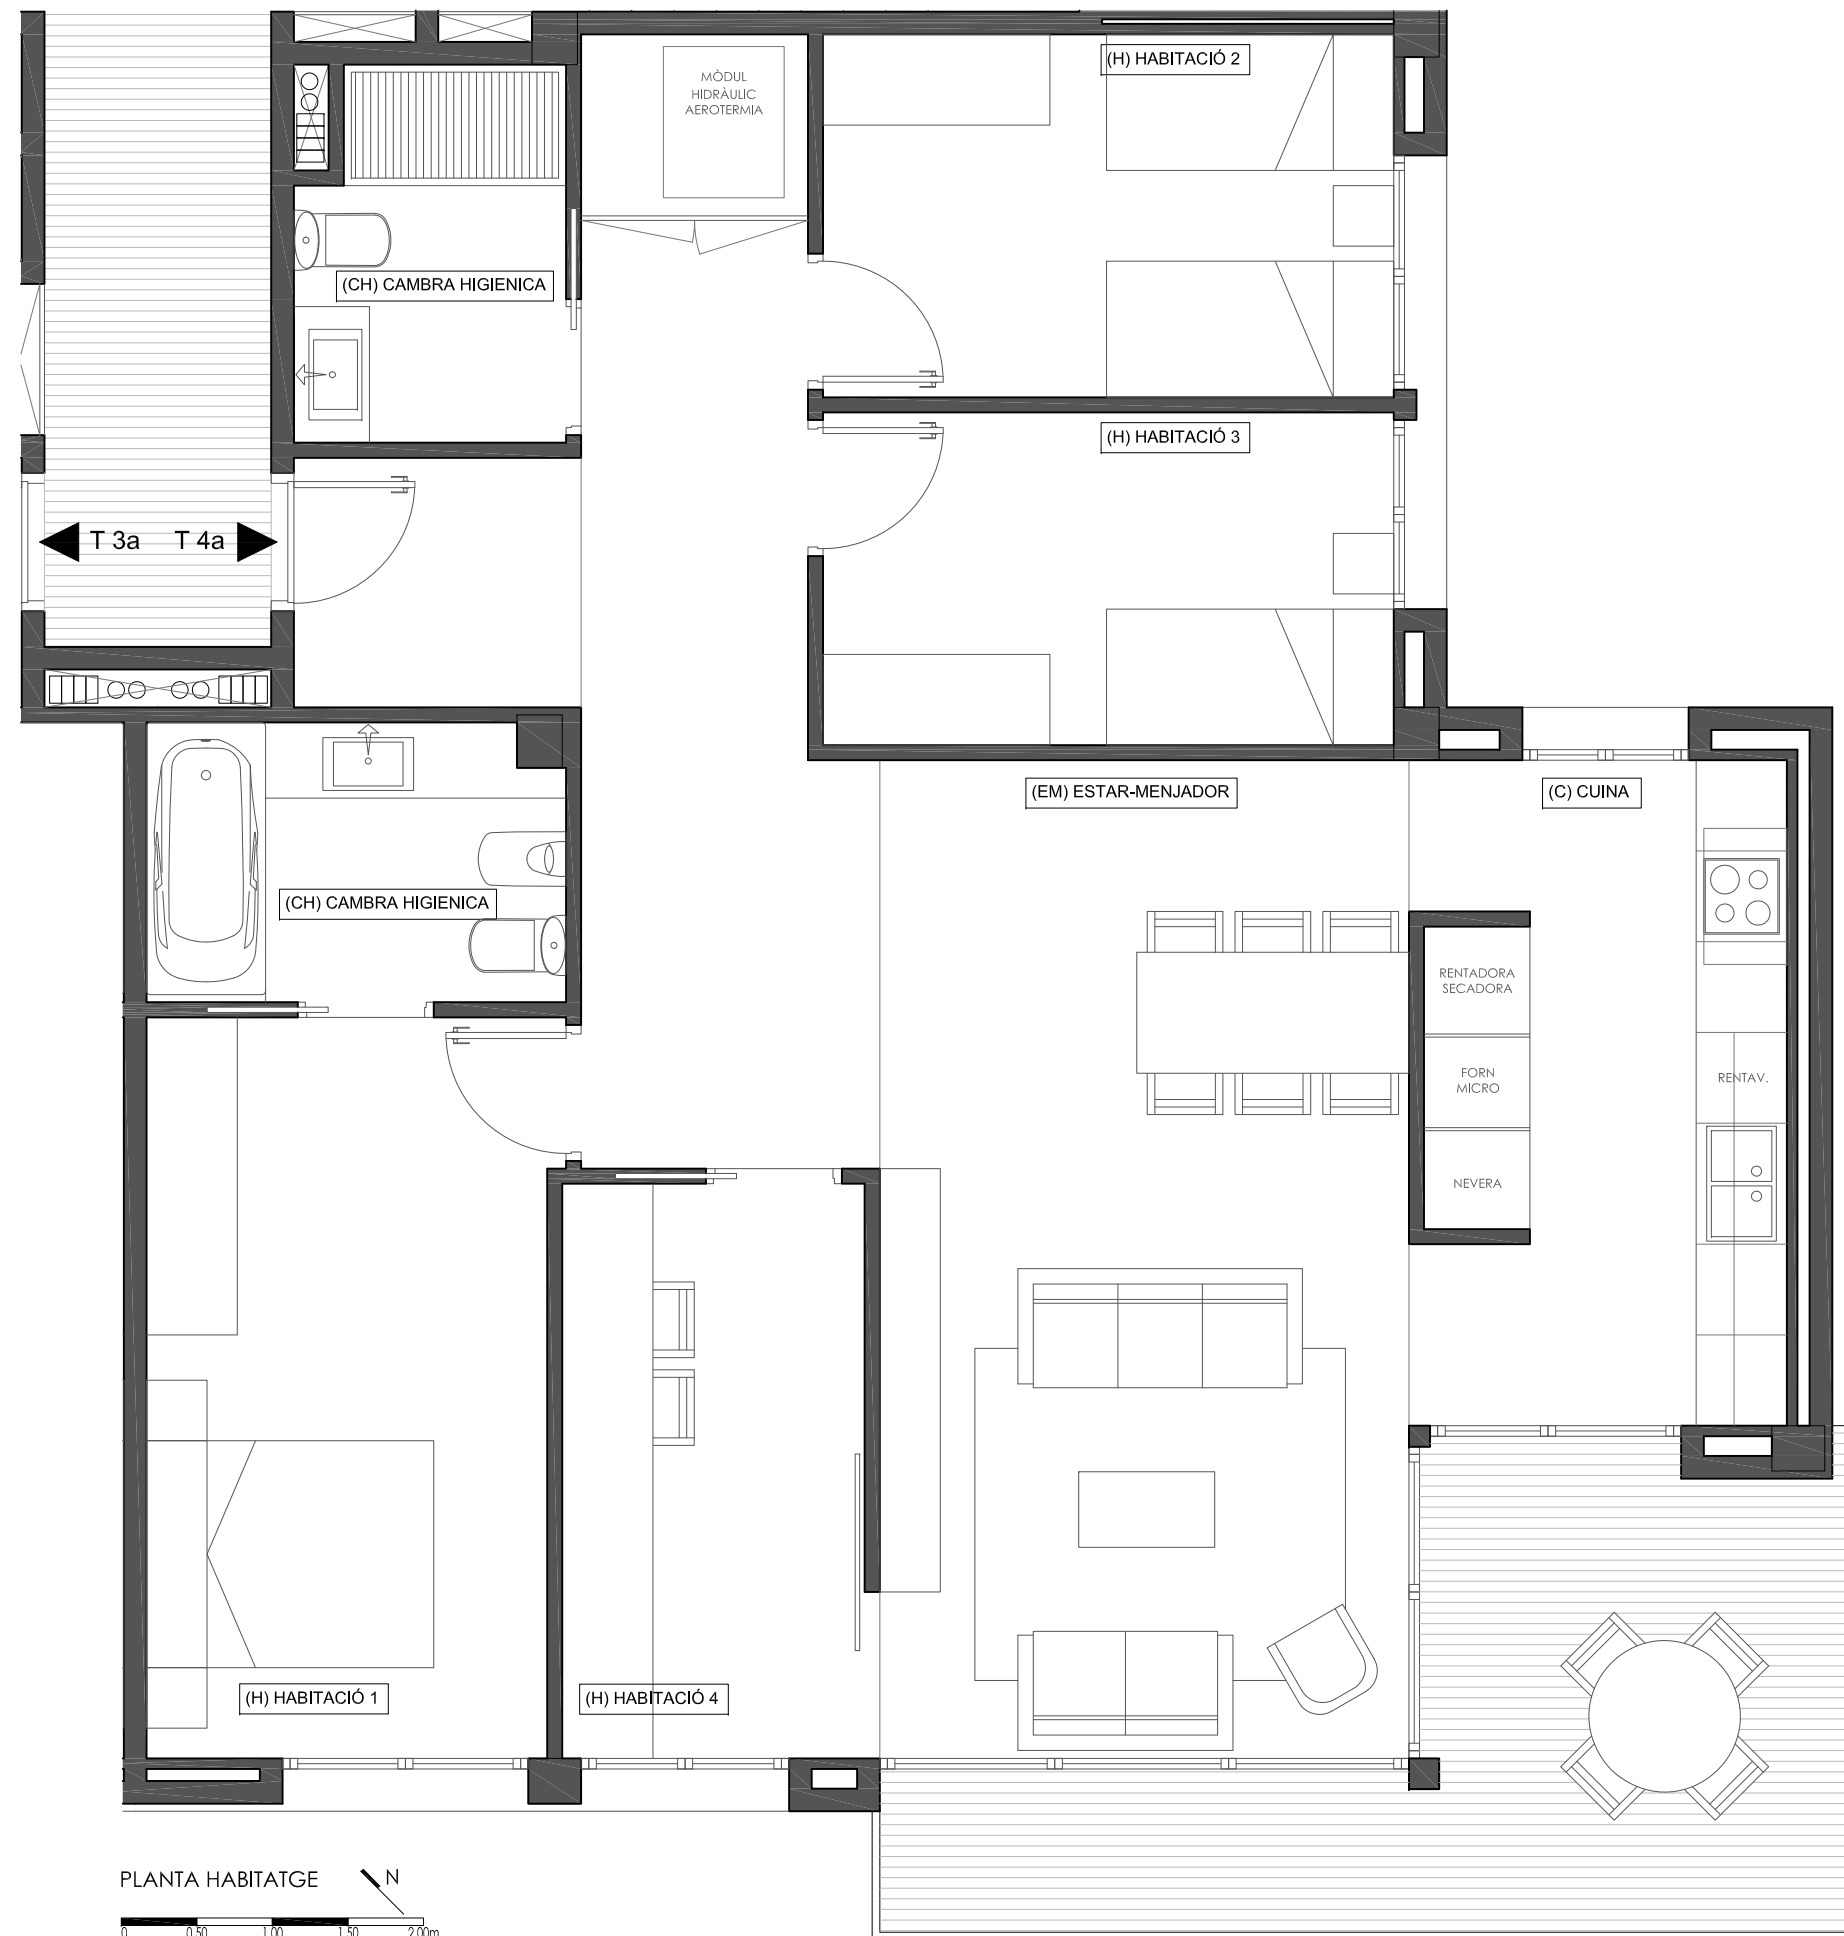 MÒDUL
HIDRÀULIC
AEROTERMIA
(H) HABITACIÓ 2
(CH) CAMBRA HIGIENICA
(H) HABITACIÓ 3
T 3a T 4a
(EM) ESTAR-MENJADOR
(C) CUINA
(CH) CAMBRA HIGIENICA
RENTADORA
SECADORA
FORN
MICRO
RENTAV.
NEVERA
(H) HABITACIÓ 1
(H) HABITACIÓ 4
PLANTA HABITATGE
N
0 0.50 1.00 1.50 2.00m